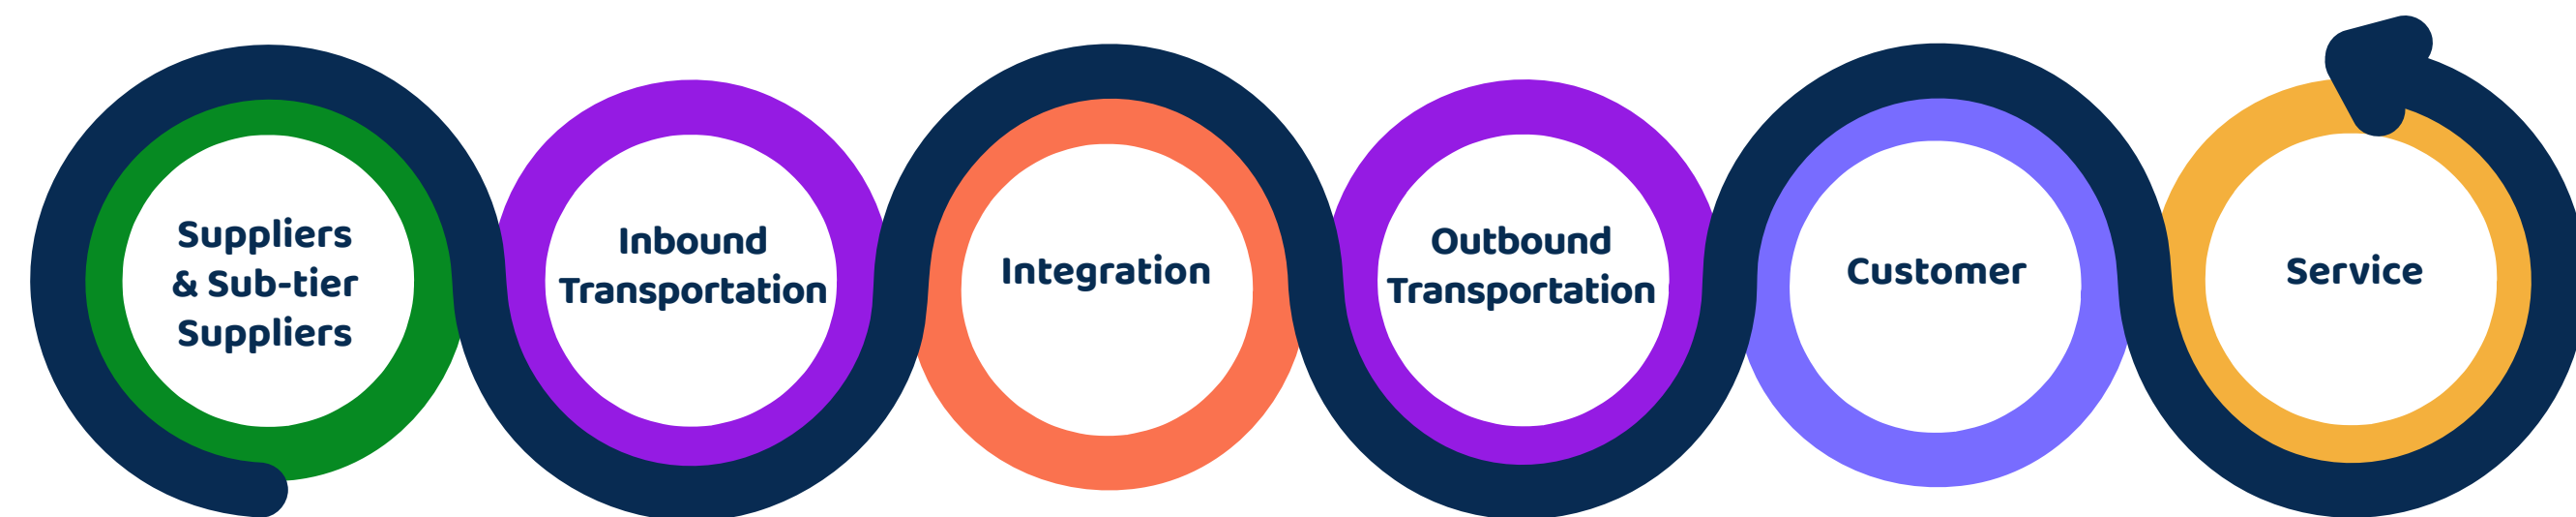 Suppliers
& Sub-tier
Suppliers
Inbound
Transportation
Integration
Outbound
Transportation
Customer
Service